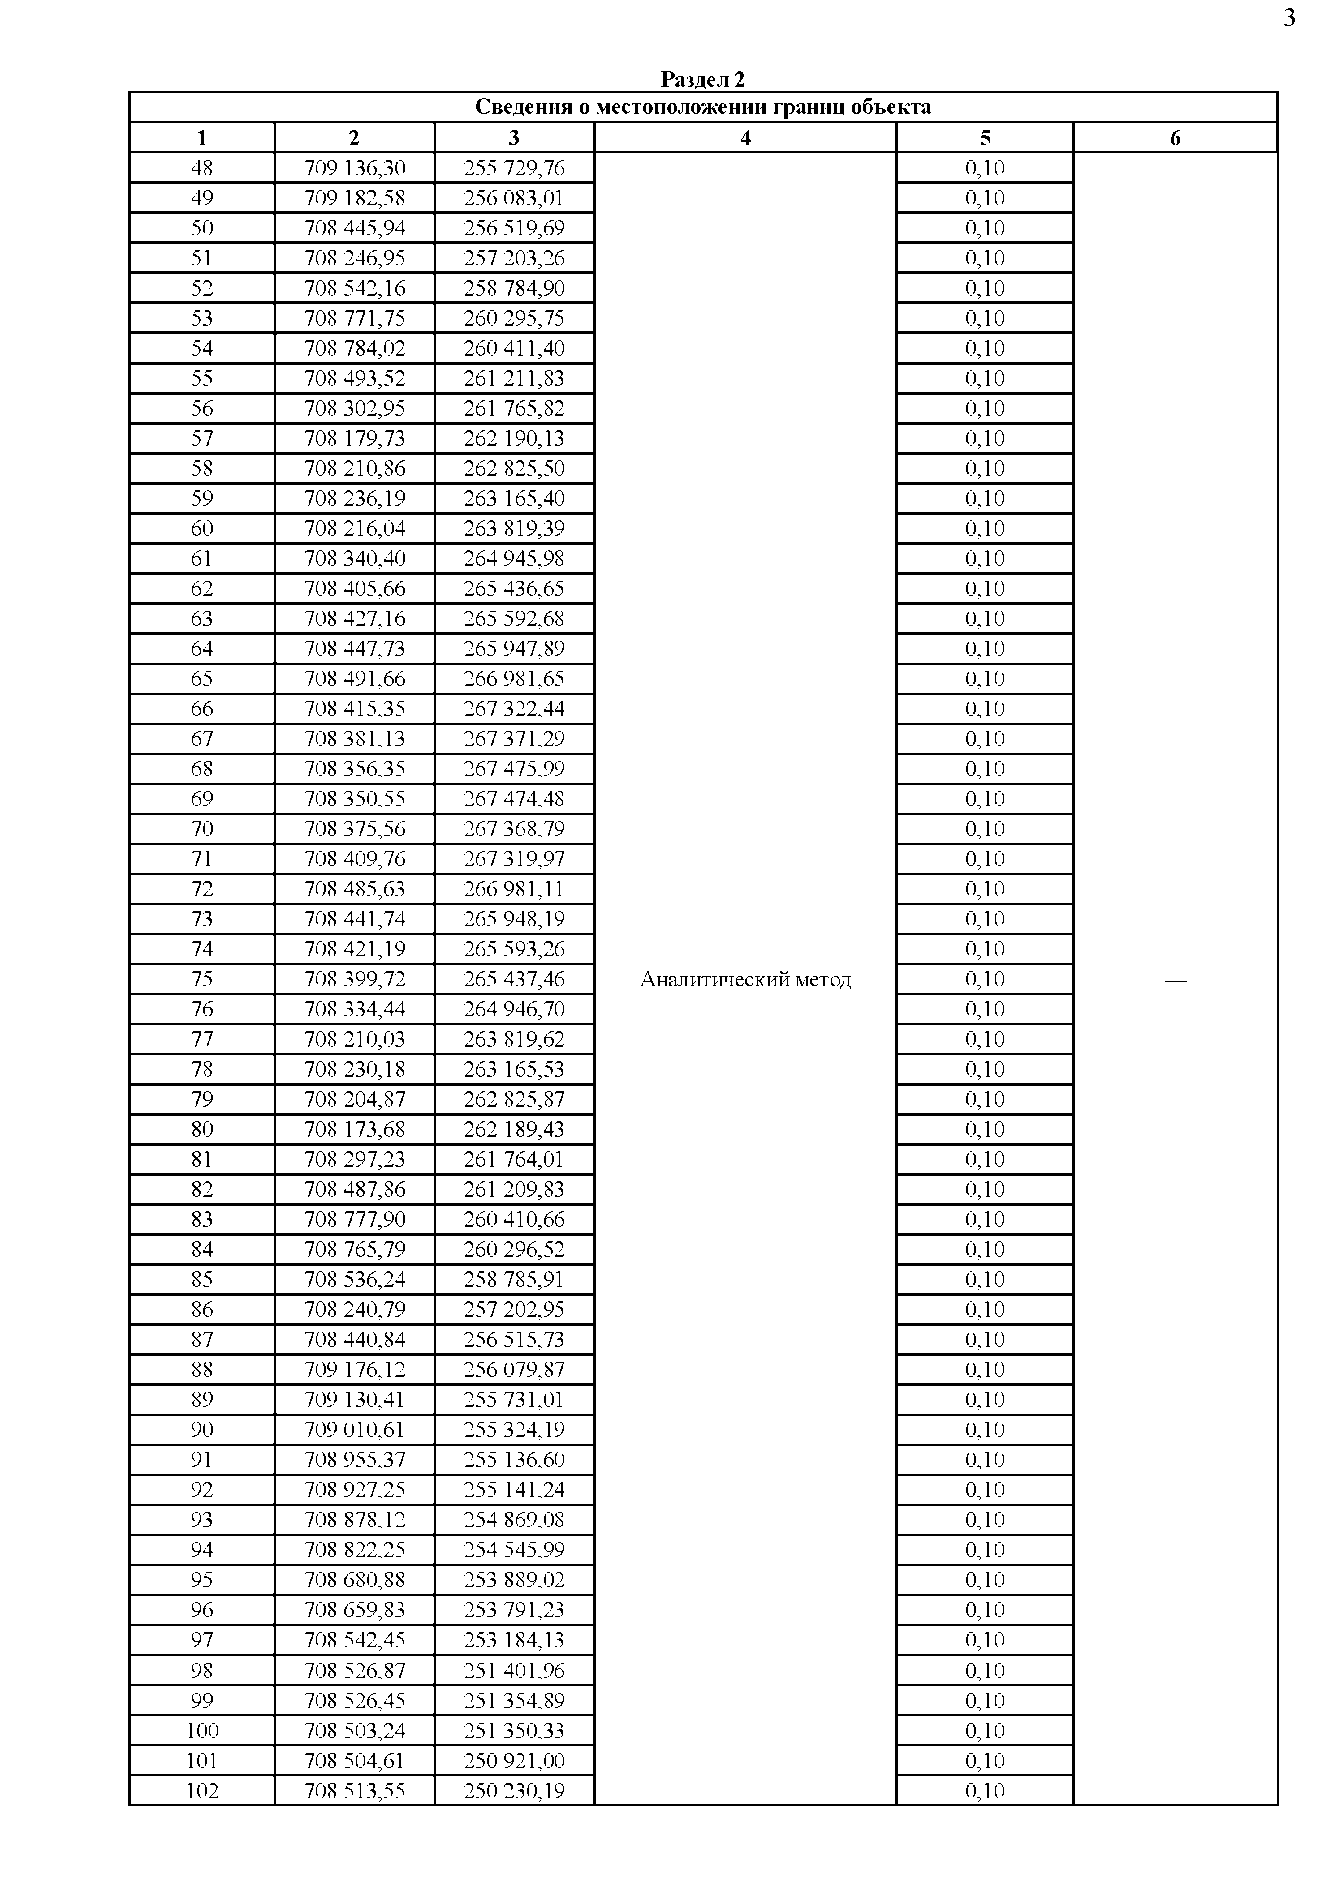 3
Раздел 2
Сведения о местоположении границ объекта
1 2 3 4 5 6
48 709 136,30 255 729,76 0,10
49 709 182,58 256 083,01 0,10
50 708 445,94 256 519,69 0,10
51 708 246,95 257 203,26 0,10
52 708 542,16 258 784,90 0,10
53 708 771,75 260 295,75 0,10
54 708 784,02 260 411,40 0,10
55 708 493,52 261 211,83 0,10
56 708 302,95 261 765,82 0,10
57 708 179,73 262 190,13 0,10
58 708 210,86 262 825,50 0,10
59 708 236,19 263 165,40 0,10
60 708 216,04 263 819,39 0,10
61 708 340,40 264 945,98 0,10
62 708 405,66 265 436,65 0,10
63 708 427,16 265 592,68 0,10
64 708 447,73 265 947,89 0,10
65 708 491,66 266 981,65 0,10
66 708 415,35 267 322,44 0,10
67 708 381,13 267 371,29 0,10
68 708 356,35 267 475,99 0,10
69 708 350,55 267 474,48 0,10
70 708 375,56 267 368,79 0,10
71 708 409,76 267 319,97 0,10
72 708 485,63 266 981,11 0,10
73 708 441,74 265 948,19 0,10
74 708 421,19 265 593,26 0,10
75 708 399,72 265 437,46 Аналитический метод 0,10 —
76 708 334,44 264 946,70 0,10
77 708 210,03 263 819,62 0,10
78 708 230,18 263 165,53 0,10
79 708 204,87 262 825,87 0,10
80 708 173,68 262 189,43 0,10
81 708 297,23 261 764,01 0,10
82 708 487,86 261 209,83 0,10
83 708 777,90 260 410,66 0,10
84 708 765,79 260 296,52 0,10
85 708 536,24 258 785,91 0,10
86 708 240,79 257 202,95 0,10
87 708 440,84 256 515,73 0,10
88 709 176,12 256 079,87 0,10
89 709 130,41 255 731,01 0,10
90 709 010,61 255 324,19 0,10
91 708 955,37 255 136,60 0,10
92 708 927,25 255 141,24 0,10
93 708 878,12 254 869,08 0,10
94 708 822,25 254 545,99 0,10
95 708 680,88 253 889,02 0,10
96 708 659,83 253 791,23 0,10
97 708 542,45 253 184,13 0,10
98 708 526,87 251 401,96 0,10
99 708 526,45 251 354,89 0,10
100 708 503,24 251 350,33 0,10
101 708 504,61 250 921,00 0,10
102 708 513,55 250 230,19 0,10